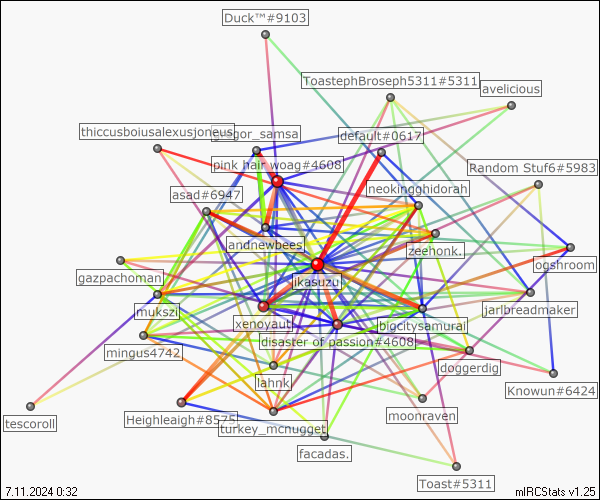 Duck™#9103
ToastephBroseph5311#5311
avelicious
thiccusboiusalexusjoneus
gregor_samsa
default#0617
pink hair woag#4608
Random Stuf6#5983
asad#6947
neokingghidorah
andnewbees
zeehonk.
ogshroom
gazpachoman
jkasuzu
mukszi
jarlbreadmaker
xenoyautl
bigcitysamurai
disaster of passion#4608
mingus4742
doggerdig
lahnk
Knowun#6424
tescoroll
Heighleaigh#8575
moonraven
turkey_mcnugget
facadas.
Toast#5311
7.11.2024 0:32
mIRCStats v1.25